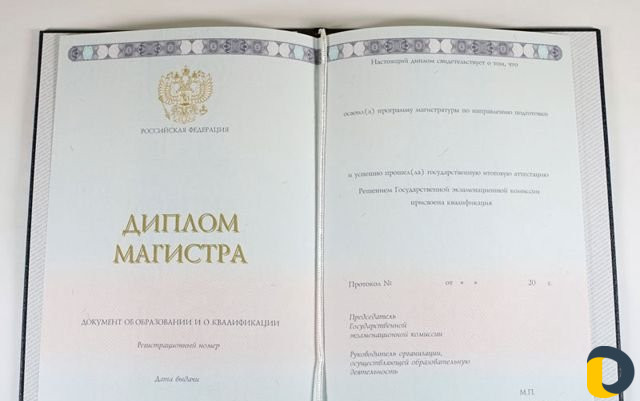 РОССИЙСКАЯ ФЕДЕРАЦИЯ
ДИПЛОМ
МАГИСТРА
ДОКУМЕНТ ОБ ОБРАЗОВАНИИ И О КВАЛИФИКАЦИИ
Регистрационный номер
Дата выдачи
Настоящий диплом свидетельствует о том, что
освоил(а) программу магистратуры по направлению подготовки
и успешно прошел(ла) государственную итоговую аттестацию
Решением Государственной экзаменационной комиссии
присвоена квалификация
Протокол № от « » 20 г.
Председатель
Государственной
экзаменационной комиссии
Руководитель организации,
осуществляющей образовательную
деятельность
М.П.